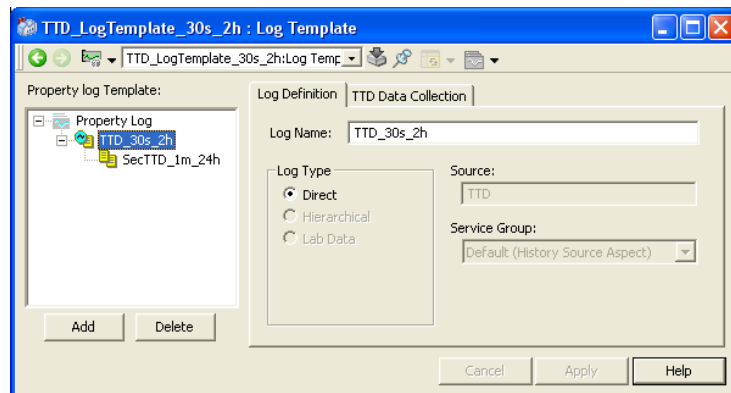 TTD_LogTemplate_30s_2h : Log Template
TTD_LogTemplate_30s_2h:Log Temp
Property log Template:
Property Log
TTD_30s_2h
SecTTD_1m_24h
Add
Delete
Log Definition
TTD Data Collection
Log Name:
TTD_30s_2h
Log Type
Direct
Hierarchical
Lab Data
Source:
TTD
Service Group:
Default (History Source Aspect)
Cancel
Apply
Help